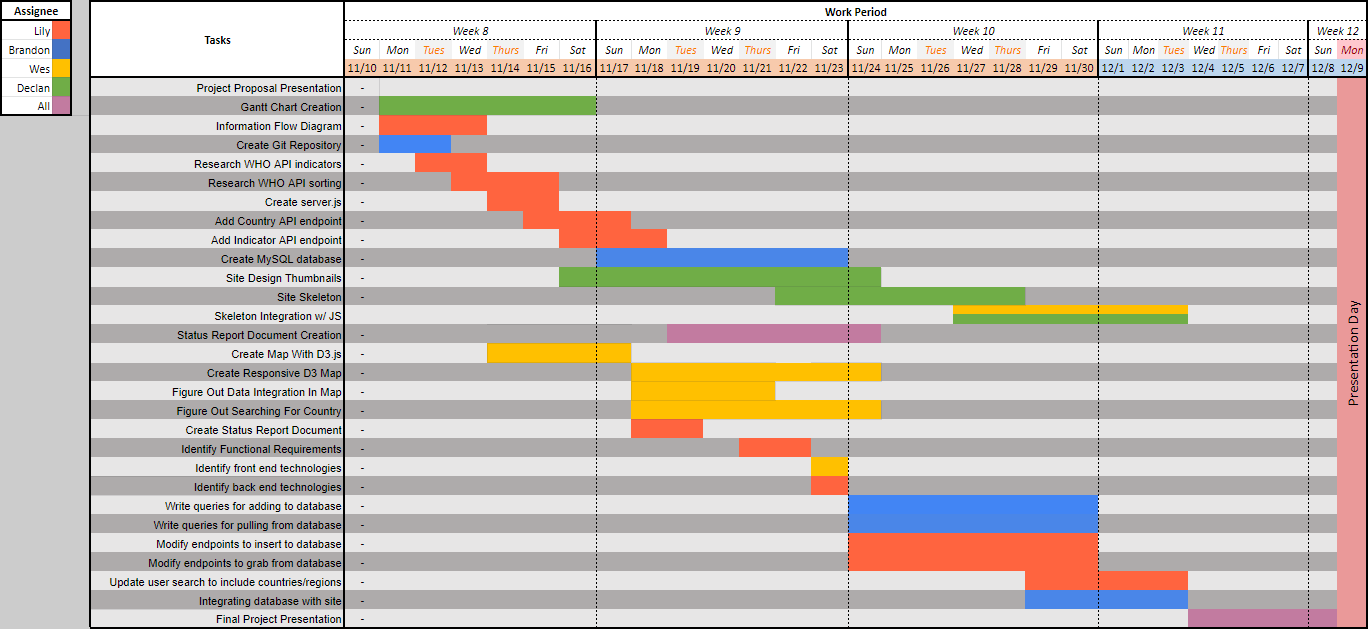 Assignee
Lily
Brandon
Wes
Declan
All
Tasks
Work Period
Week 8 Week 9 Week 10 Week 11 Week 12
Sun Mon Tues Wed Thurs Fri Sat Sun Mon Tues Wed Thurs Fri Sat Sun Mon Tues Wed Thurs Fri Sat Sun Mon Tues Wed Thurs Fri Sat Sun Mon
11/10 11/11 11/12 11/13 11/14 11/15 11/16 11/17 11/18 11/19 11/20 11/21 11/22 11/23 11/24 11/25 11/26 11/27 11/28 11/29 11/30 12/1 12/2 12/3 12/4 12/5 12/6 12/7 12/8 12/9
Project Proposal Presentation -
Gantt Chart Creation -
Information Flow Diagram -
Create Git Repository -
Research WHO API indicators -
Research WHO API sorting -
Create server.js -
Add Country API endpoint -
Add Indicator API endpoint -
Create MySQL database -
Site Design Thumbnails -
Site Skeleton -
Skeleton Integration w/ JS -
Status Report Document Creation -
Create Map With D3.js -
Create Responsive D3 Map -
Figure Out Data Integration In Map -
Figure Out Searching For Country -
Create Status Report Document -
Identify Functional Requirements -
Identify front end technologies -
Identify back end technologies -
Write queries for adding to database -
Write queries for pulling from database -
Modify endpoints to insert to database -
Modify endpoints to grab from database -
Update user search to include countries/regions -
Integrating database with site -
Final Project Presentation -
Presentation Day